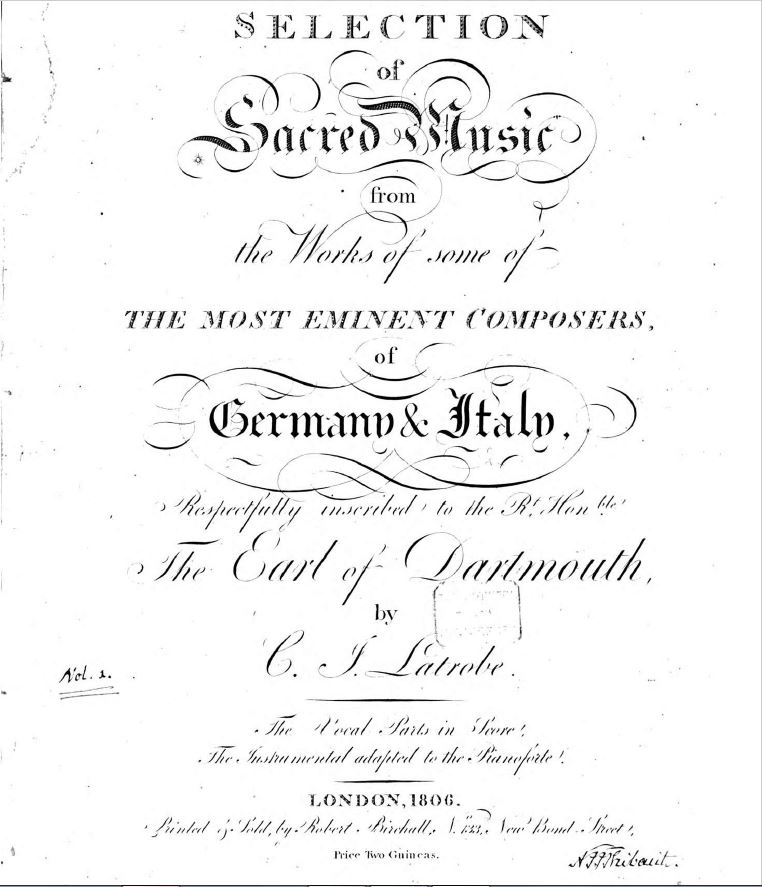 SELECTION
of
Sacred Music
from
the Works of some of
THE MOST EMINENT COMPOSERS,
of
Germany & Italy,
Respectfully inscribed to the Rt. Honble.
The Earl of Dartmouth,
by
C. I. Latrobe.
Vol. 1.
The Vocal Parts in Score,
The Instrumental adapted to the Pianoforte.
LONDON, 1806.
Printed & Sold, by Robert Birchall, No. 133, New Bond Street,
Price Two Guineas.
Thibaut.